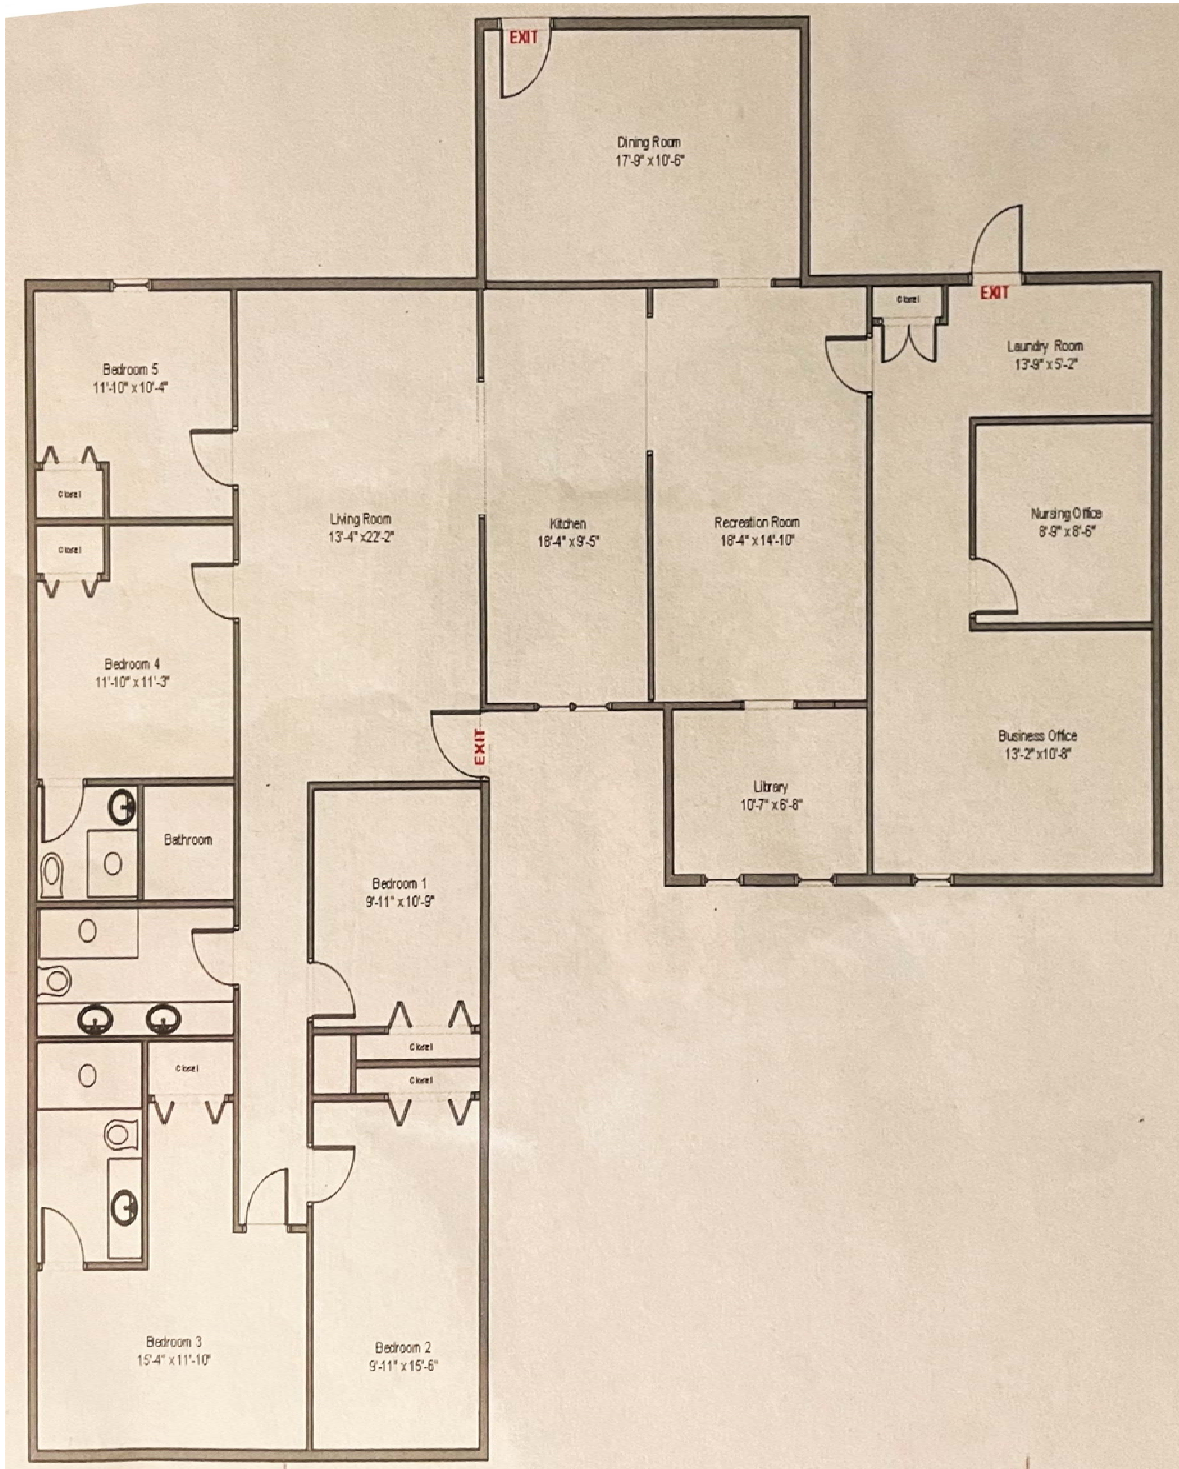 EXIT
Dining Room
17'-9" x 10'-6"
EXIT
Closet
Laundry Room
13'-9" x 5'-2"
Bedroom 5
11'-10" x 10'-4"
Closet
Closet
Living Room
13'-4" x22'-2"
Kitchen
18'-4" x 9'-5"
Recreation Room
18'-4" x 14'-10"
Nursing Office
8'-9" x 8'-6"
Bedroom 4
11'-10" x 11'-3"
EXIT
Business Office
13'-2" x10'-8"
Library
10'-7" x 6'-8"
Bathroom
Bedroom 1
9'-11" x 10'-9"
Closet
Closet
Closet
Bedroom 3
15'-4" x 11'-10"
Bedroom 2
9'-11" x 15'-6"